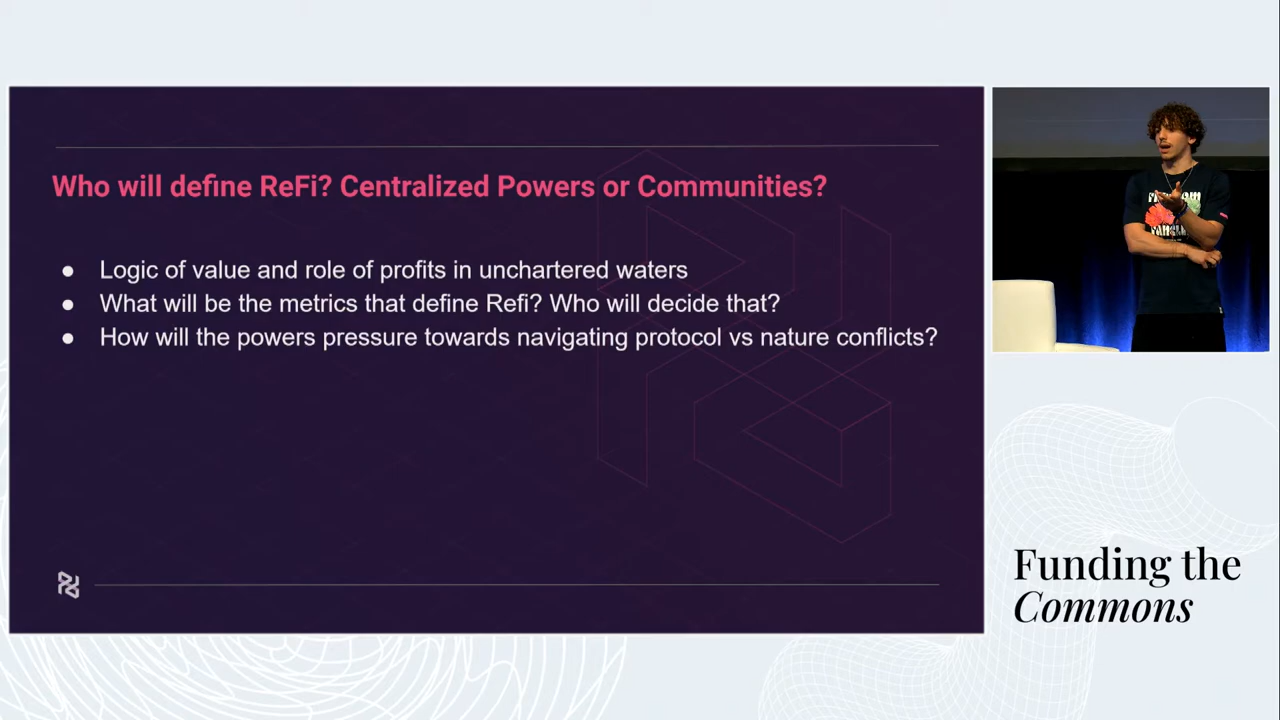 Who will define ReFi? Centralized Powers or Communities?
● Logic of value and role of profits in unchartered waters
● What will be the metrics that define Refi? Who will decide that?
● How will the powers pressure towards navigating protocol vs nature conflicts?
Funding the
Commons